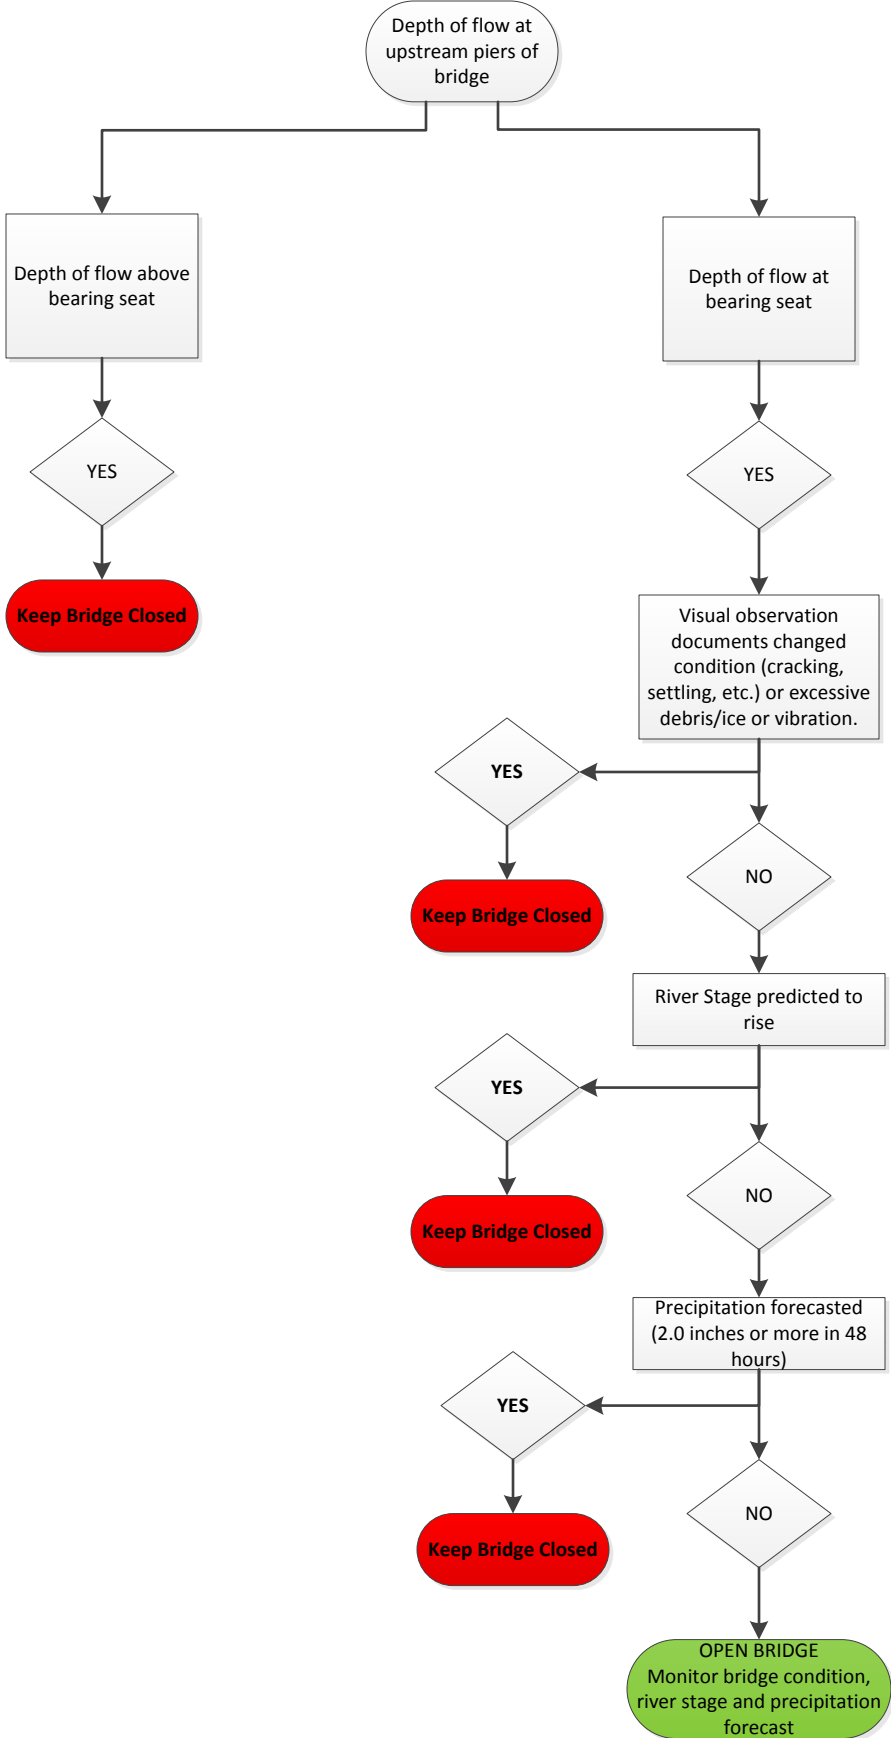 Depth of flow at
upstream piers of
bridge
Depth of flow above
bearing seat
Depth of flow at
bearing seat
YES
YES
Keep Bridge Closed
Visual observation
documents changed
condition (cracking,
settling, etc.) or excessive
debris/ice or vibration.
YES
NO
Keep Bridge Closed
River Stage predicted to
rise
YES
NO
Keep Bridge Closed
Precipitation forecasted
(2.0 inches or more in 48
hours)
YES
NO
Keep Bridge Closed
OPEN BRIDGE
Monitor bridge condition,
river stage and precipitation
forecast